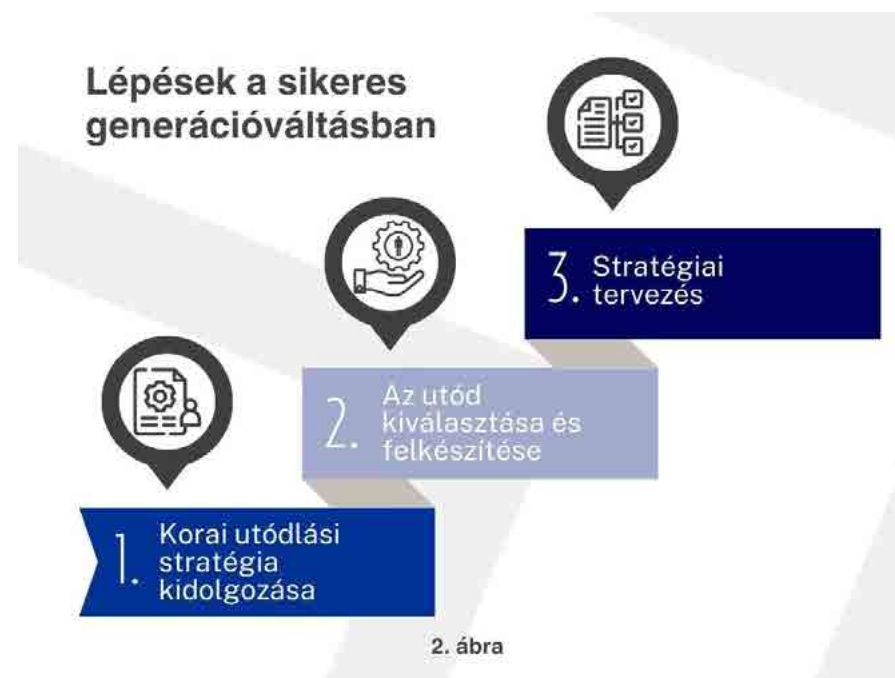 Lépések a sikeres
generációváltásban
3. Stratégiai
tervezés
2. Az utód
kiválasztása és
felkészítése
1. Korai utódlási
stratégia
kidolgozása
2. ábra